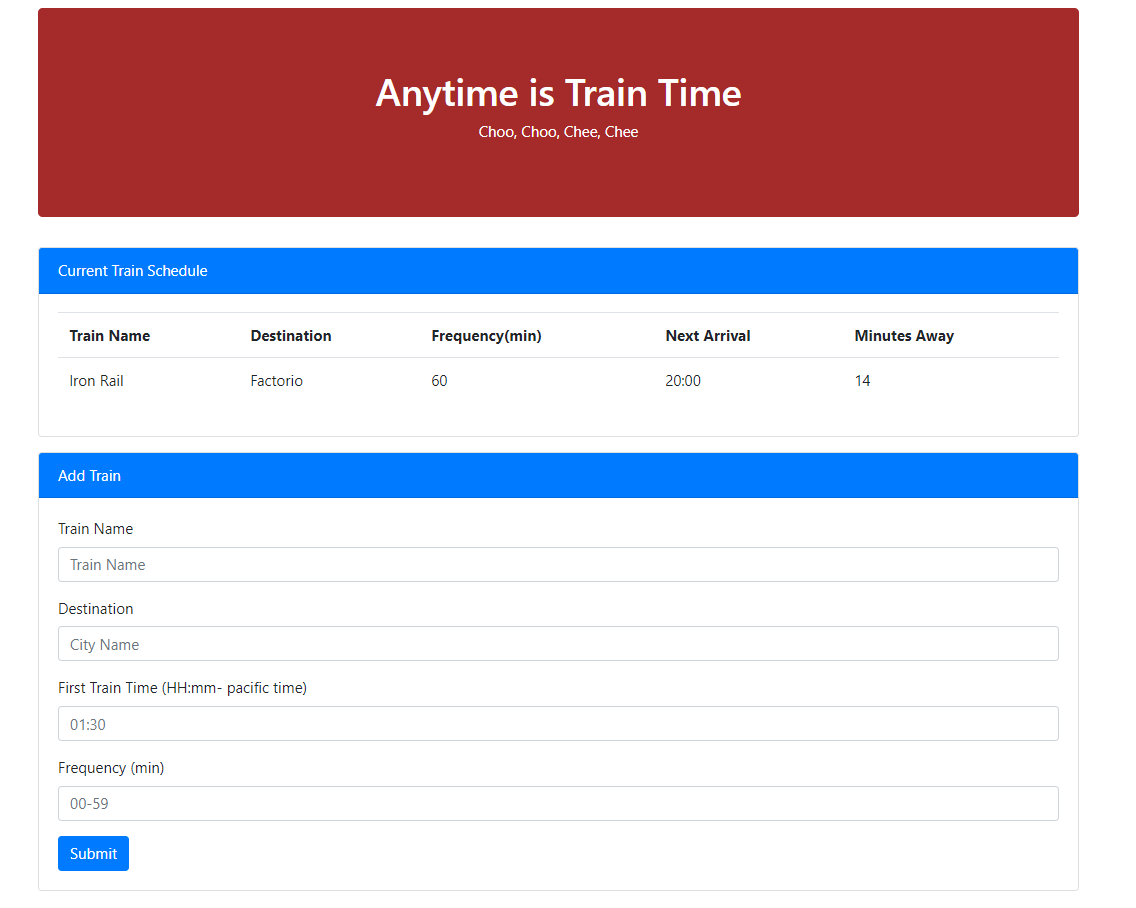 Anytime is Train Time
Choo, Choo, Chee, Chee
Current Train Schedule
Train Name Destination Frequency(min) Next Arrival Minutes Away
Iron Rail Factorio 60 20:00 14
Add Train
Train Name
Train Name
Destination
City Name
First Train Time (HH:mm- pacific time)
01:30
Frequency (min)
00-59
Submit